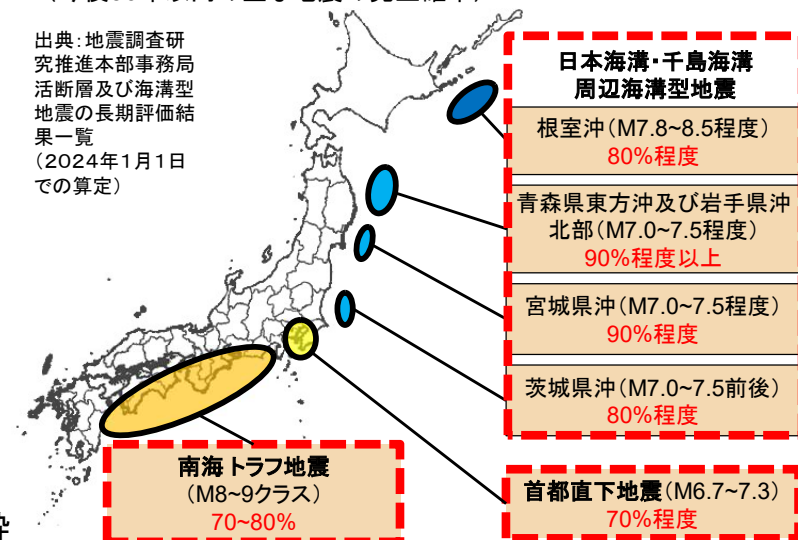 出典:地震調査研
究推進本部事務局
活断層及び海溝型
地震の長期評価結
果一覧
(2024年1月1日
での算定)
日本海溝・千島海溝
周辺海溝型地震
根室沖(M7.8~8.5程度)
80%程度
青森県東方沖及び岩手県沖
北部(M7.0~7.5程度)
90%程度以上
宮城県沖(M7.0~7.5程度)
90%程度
茨城県沖(M7.0~7.5前後)
80%程度
南海トラフ地震
(M8~9クラス)
70~80%
首都直下地震(M6.7~7.3)
70%程度